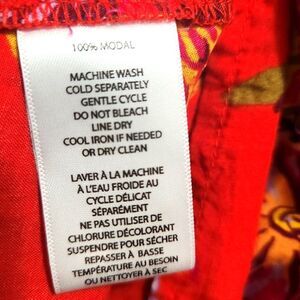 100% MODAL
MACHINE WASH
COLD SEPARATELY
GENTLE CYCLE
DO NOT BLEACH
LINE DRY
COOL IRON IF NEEDED
OR DRY CLEAN
LAVER À LA MACHINE
À L'EAU FROIDE AU
CYCLE DÉLICAT
SÉPARÉMENT
NE PAS UTILISER DE
CHLORURE DÉCOLORANT
SUSPENDRE POUR SÉCHER
REPASSER À BASSE
TEMPÉRATURE AU BESOIN
OU NETTOYER À SEC